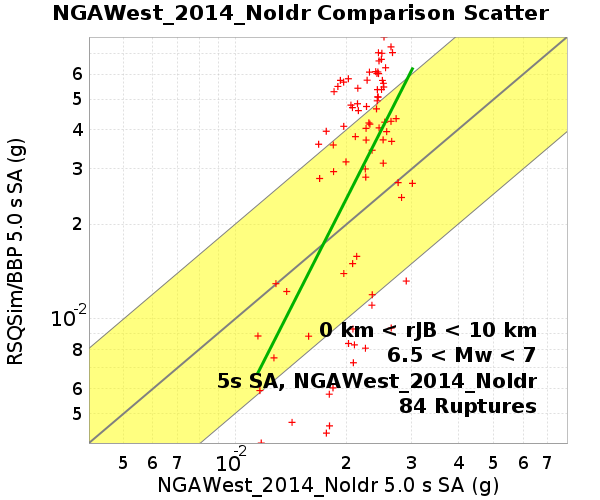 NGAWest_2014_NoIdr Comparison Scatter
RSQSim/BBP 5.0 s SA (g)
6
5
4
3
2
10-2
8
6
5
0 km < rJB < 10 km
6.5 < Mw < 7
5s SA, NGAWest_2014_NoIdr
84 Ruptures
5 6 7 10-2 2 3 4 5 6 7
NGAWest_2014_NoIdr 5.0 s SA (g)